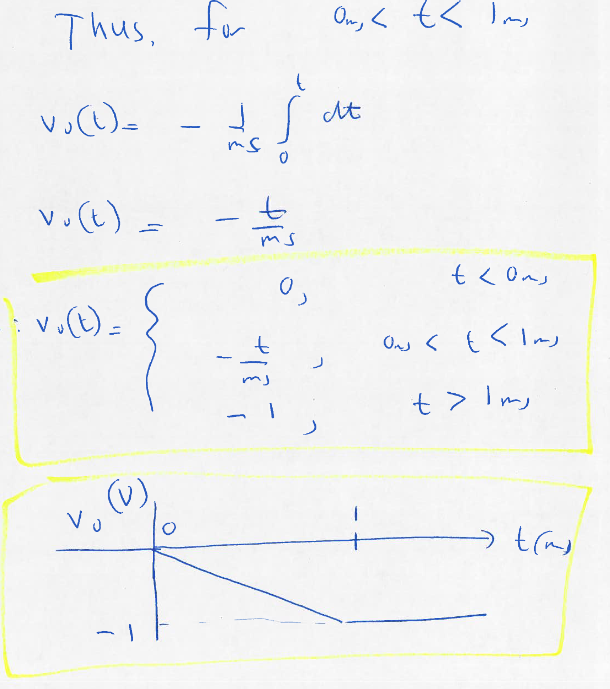 Thus, for 0ms < t < 1ms
v₀(t) = - 1/ms ∫₀ᵗ dt
v₀(t) = - t/ms
∴ v₀(t) = { 0, t < 0ms
- t/ms , 0ms < t < 1ms
- 1 , t > 1ms
v₀(V)
0 1 t(ms)
-1